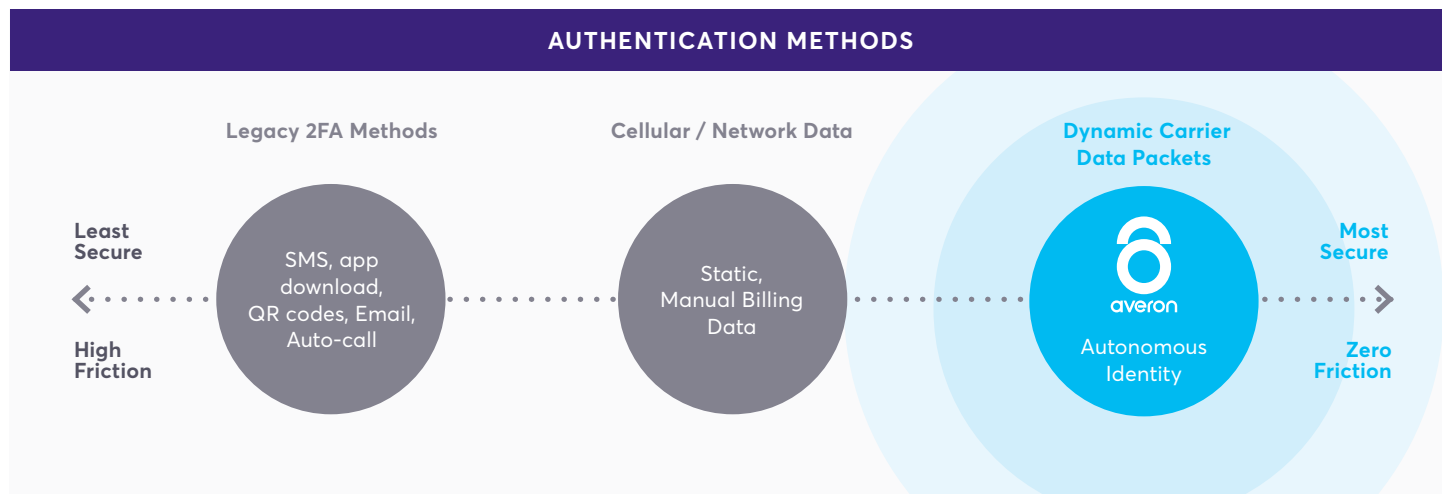 AUTHENTICATION METHODS
Legacy 2FA Methods
Cellular / Network Data
Dynamic Carrier
Data Packets
Least
Secure
High
Friction
SMS, app
download,
QR codes, Email,
Auto-call
Static,
Manual Billing
Data
averon
Autonomous
Identity
Most
Secure
Zero
Friction